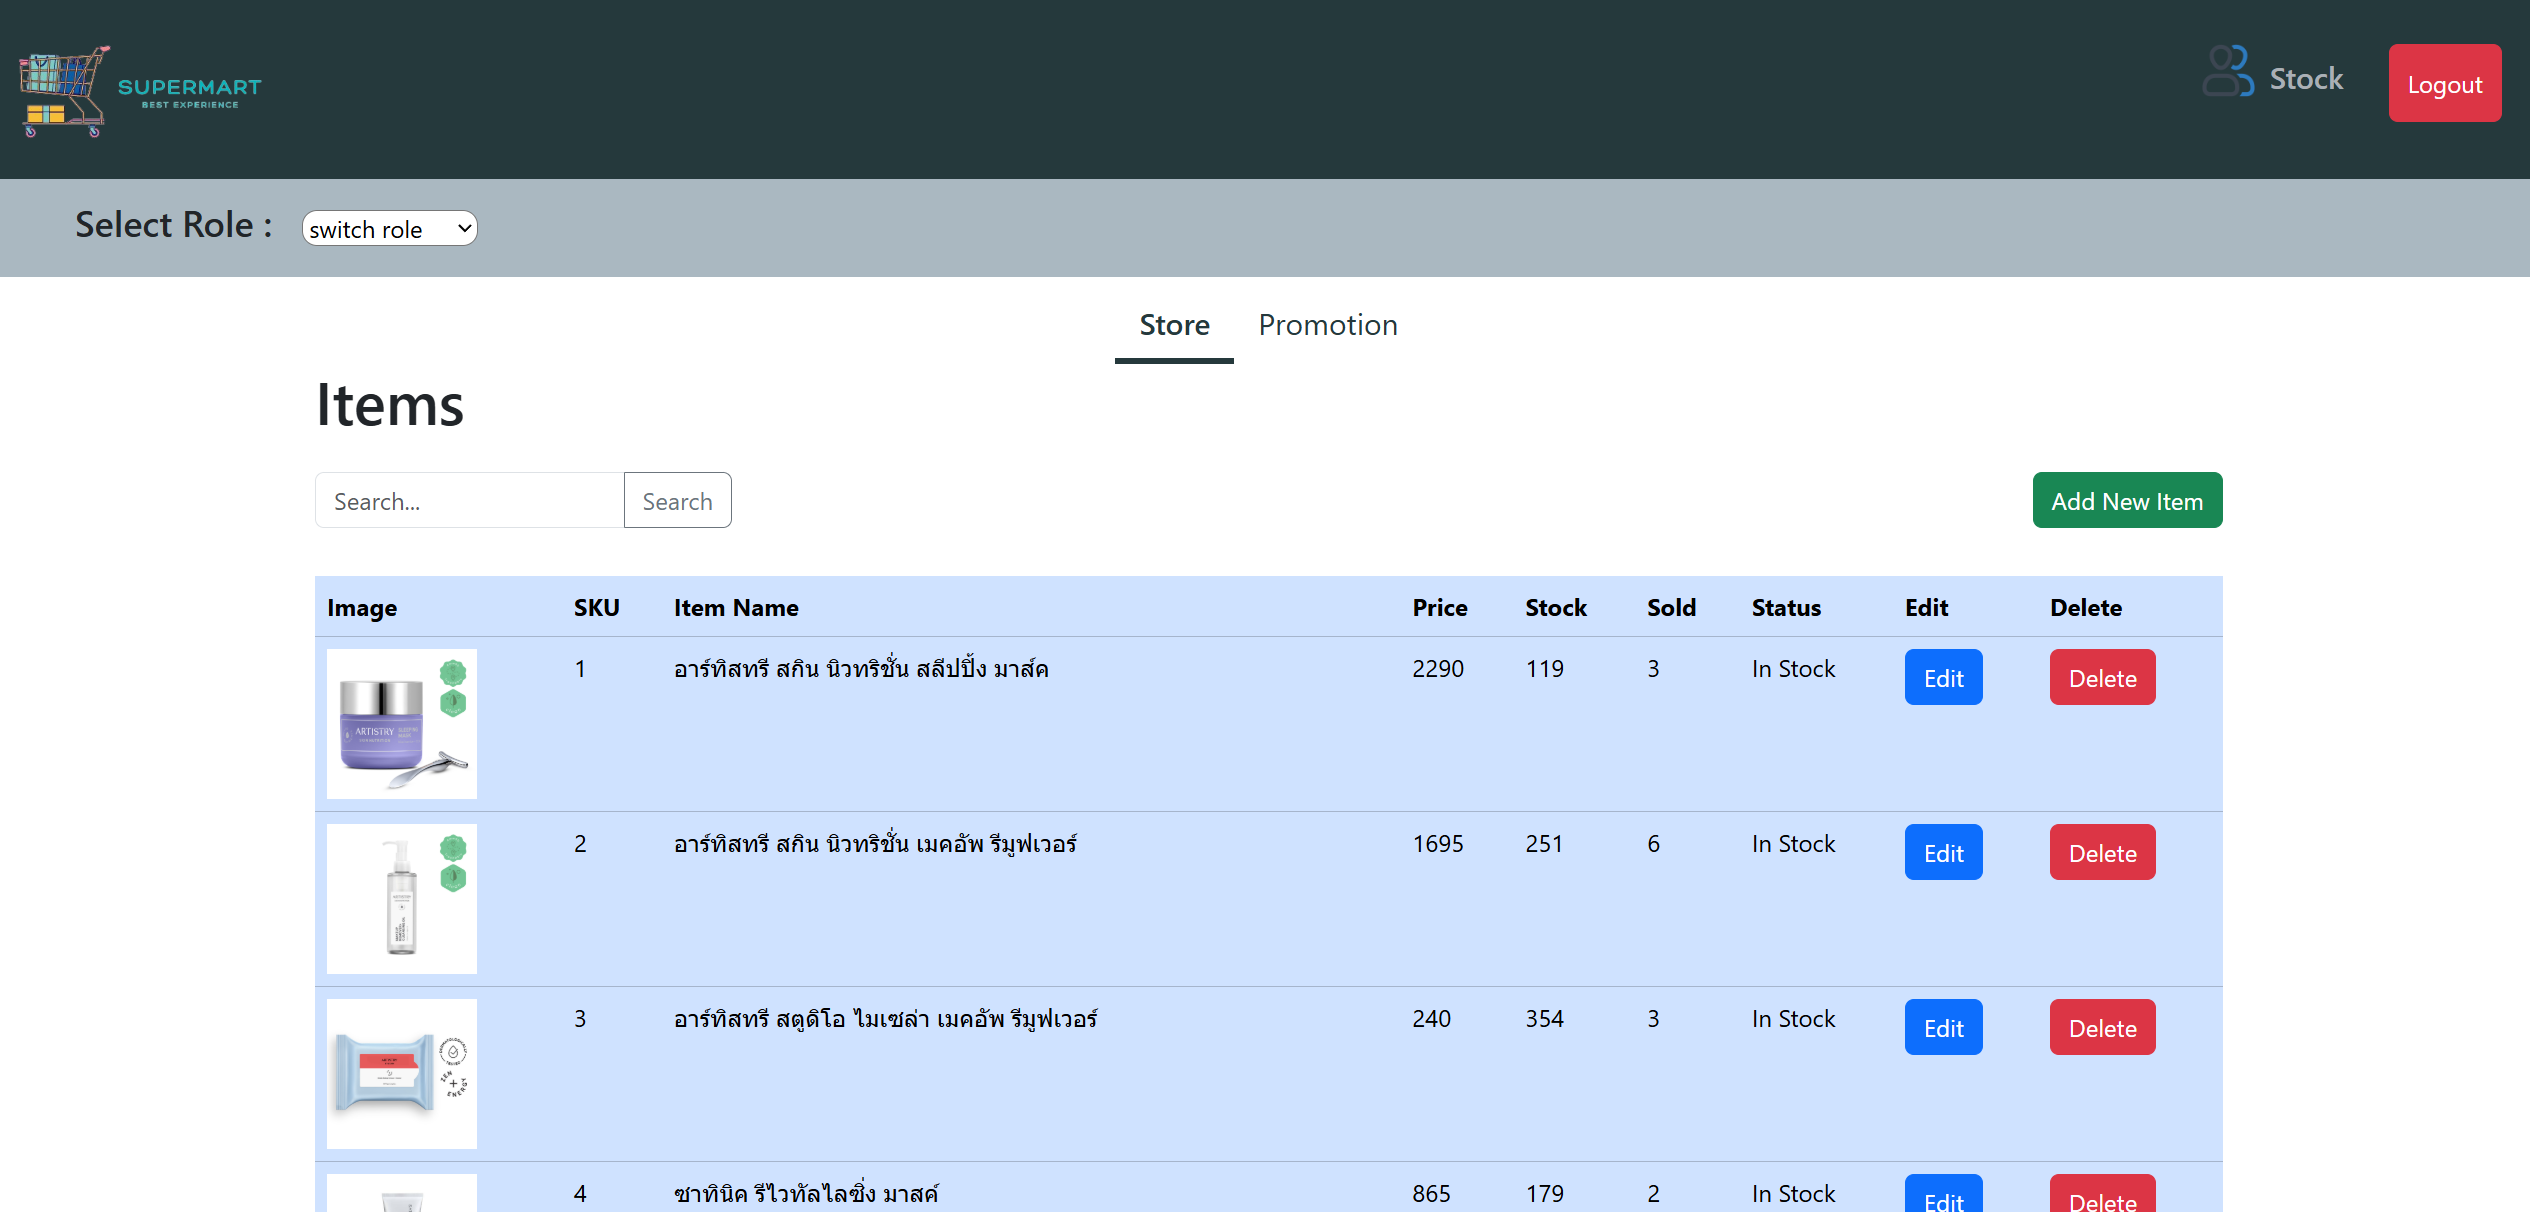 SUPERMART
BEST EXPERIENCE
Stock
Logout
Select Role :
switch role
Store
Promotion
Items
Search...
Search
Add New Item
Image SKU Item Name Price Stock Sold Status Edit Delete
ARTISTRY
1 อาร์ทิสทรี สกิน นิวทริชั่น สลีปปิ้ง มาส์ค 2290 119 3 In Stock Edit Delete
2 อาร์ทิสทรี สกิน นิวทริชั่น เมคอัพ รีมูฟเวอร์ 1695 251 6 In Stock Edit Delete
3 อาร์ทิสทรี สตูดิโอ ไมเซล่า เมคอัพ รีมูฟเวอร์ 240 354 3 In Stock Edit Delete
ZEN + ENERGY
4 ซาทินิค รีไวทัลไลซิ่ง มาสค์ 865 179 2 In Stock Edit Delete